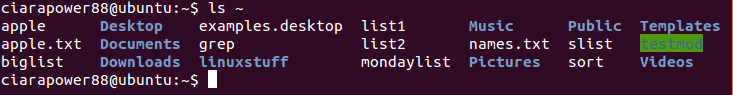 ciarapower88@ubuntu:~$ ls ~
apple Desktop examples.desktop list1 Music Public Templates
apple.txt Documents grep list2 names.txt slist testmod
biglist Downloads linuxstuff mondaylist Pictures sort Videos
ciarapower88@ubuntu:~$